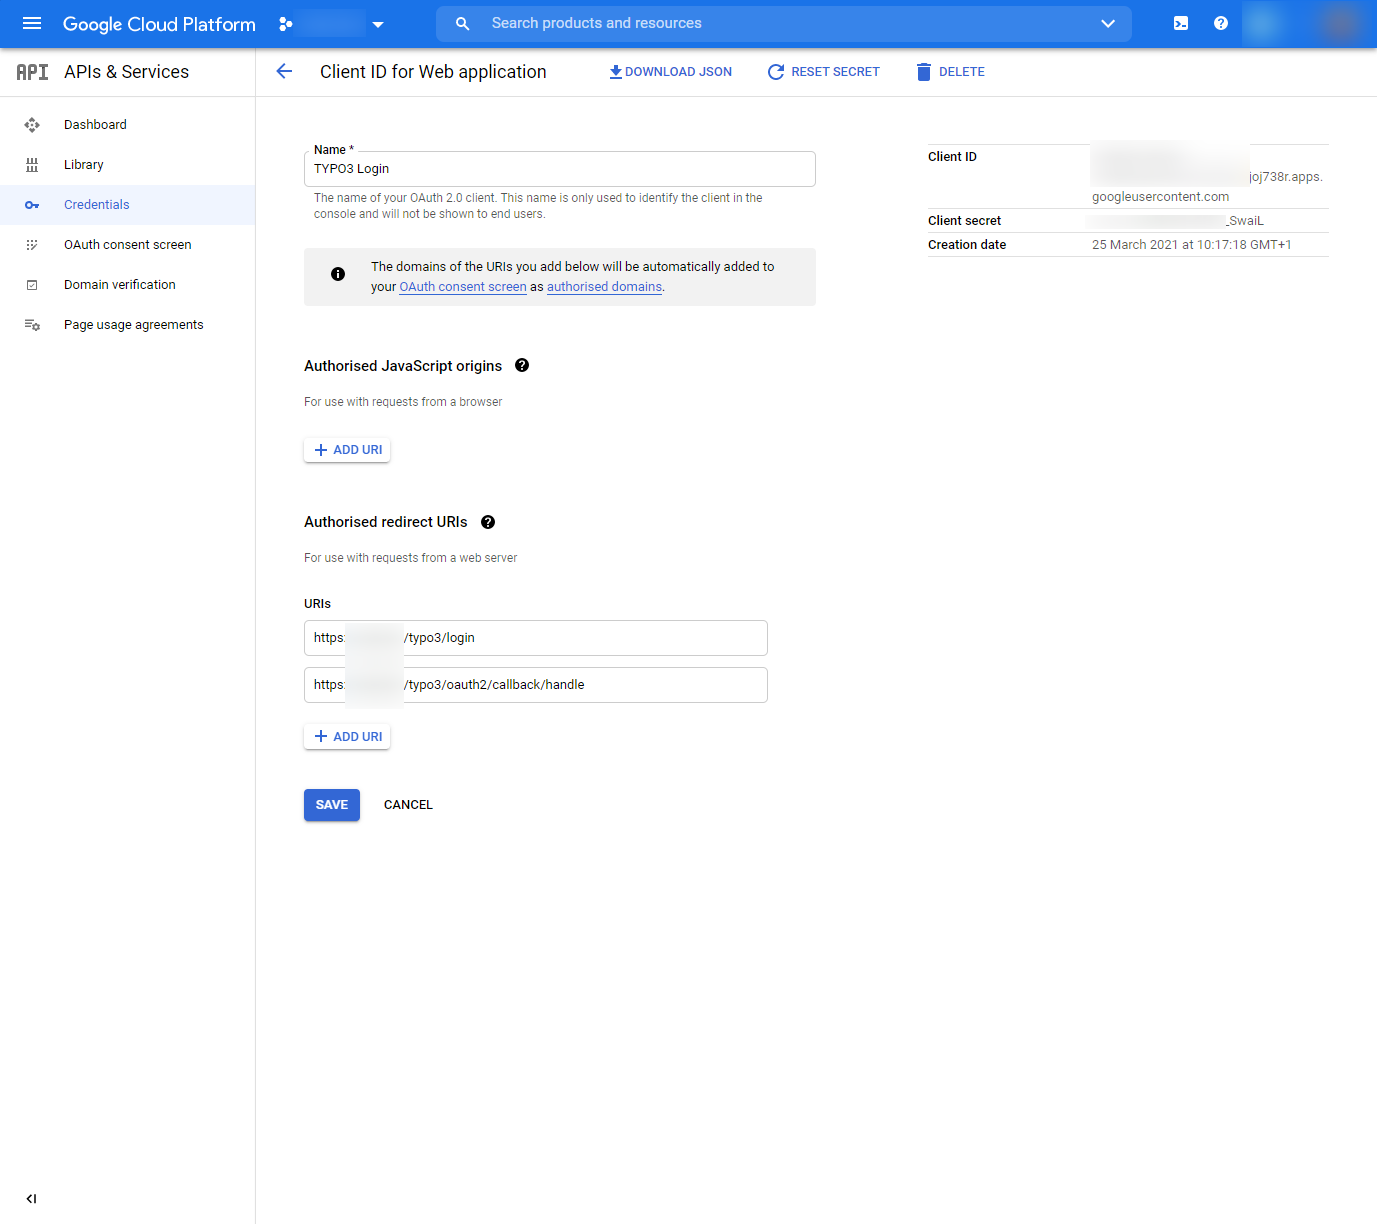 Google Cloud Platform
Search products and resources
API APIs & Services
Client ID for Web application
DOWNLOAD JSON
RESET SECRET
DELETE
Dashboard
Library
Credentials
OAuth consent screen
Domain verification
Page usage agreements
Name *
TYPO3 Login
The name of your OAuth 2.0 client. This name is only used to identify the client in the
console and will not be shown to end users.
The domains of the URIs you add below will be automatically added to
your OAuth consent screen as authorised domains.
Authorised JavaScript origins
For use with requests from a browser
ADD URI
Authorised redirect URIs
For use with requests from a web server
URIs
https: /typo3/login
https: /typo3/oauth2/callback/handle
ADD URI
SAVE
CANCEL
Client ID
joj738r.apps.
googleusercontent.com
Client secret _SwaiL
Creation date 25 March 2021 at 10:17:18 GMT+1